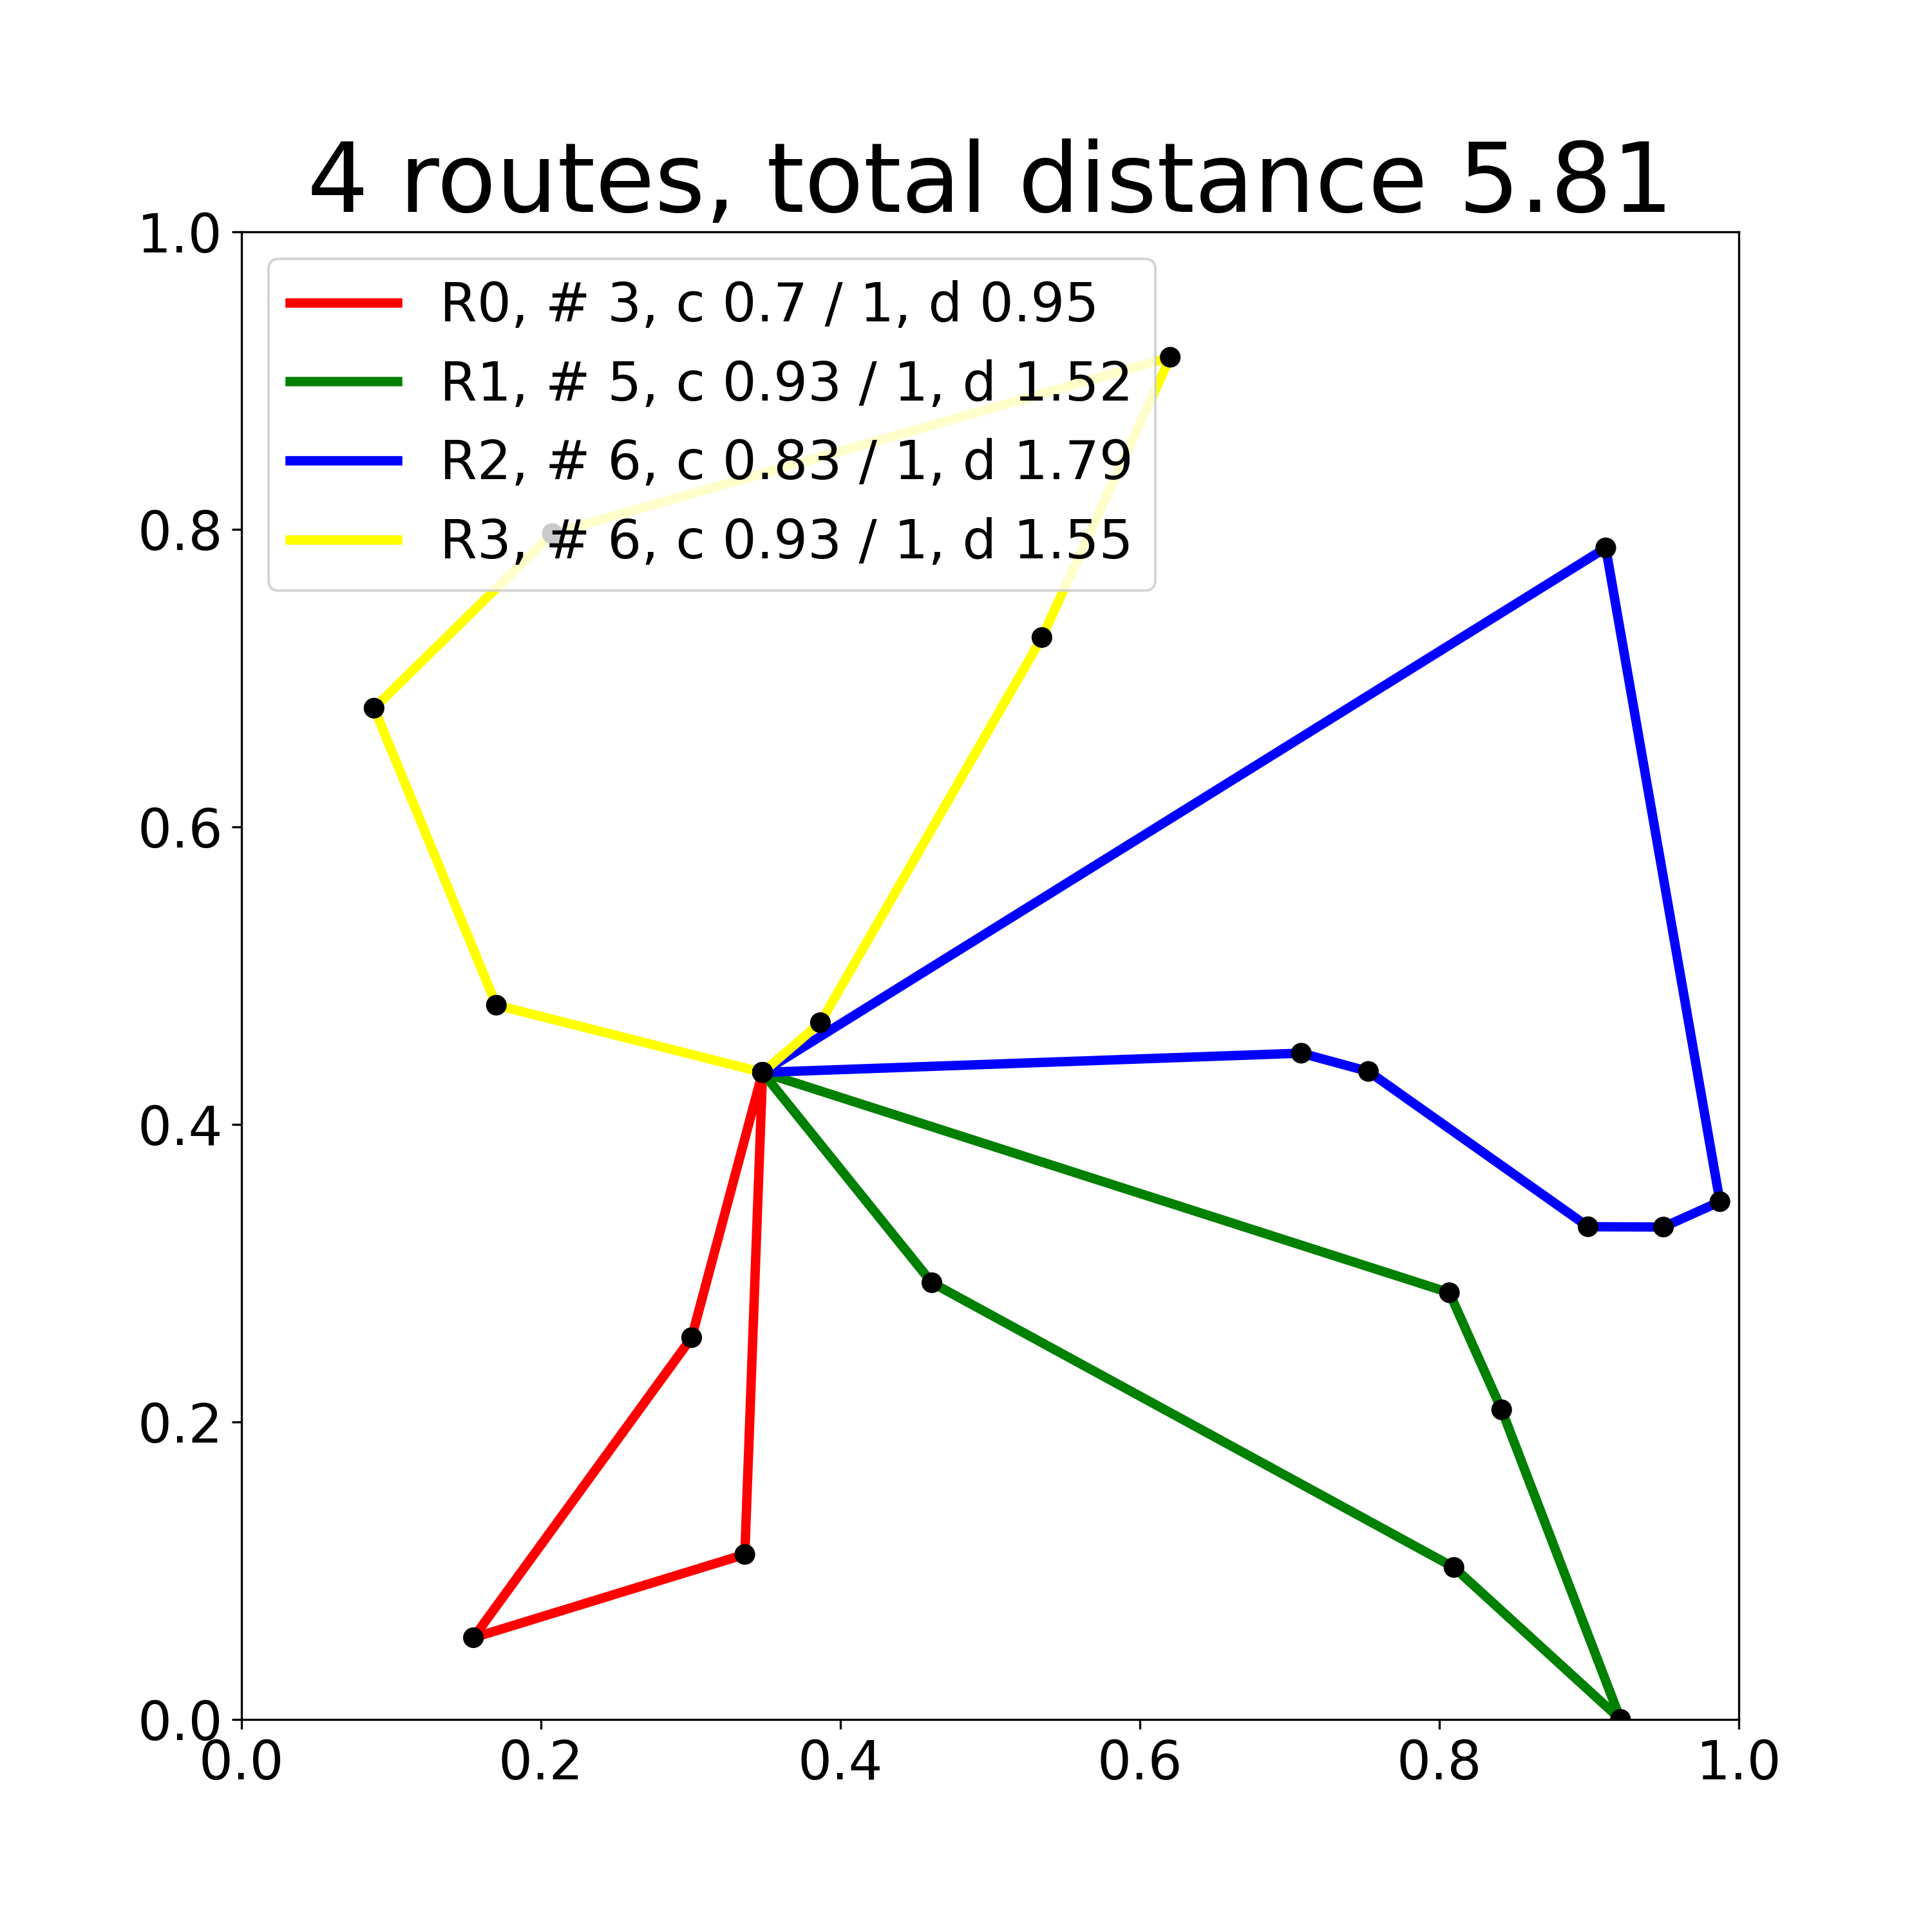 4 routes, total distance 5.81
1.0
R0, # 3, c 0.7 / 1, d 0.95
R1, # 5, c 0.93 / 1, d 1.52
R2, # 6, c 0.83 / 1, d 1.79
R3, # 6, c 0.93 / 1, d 1.55
0.8
0.6
0.4
0.2
0.0
0.0 0.2 0.4 0.6 0.8 1.0